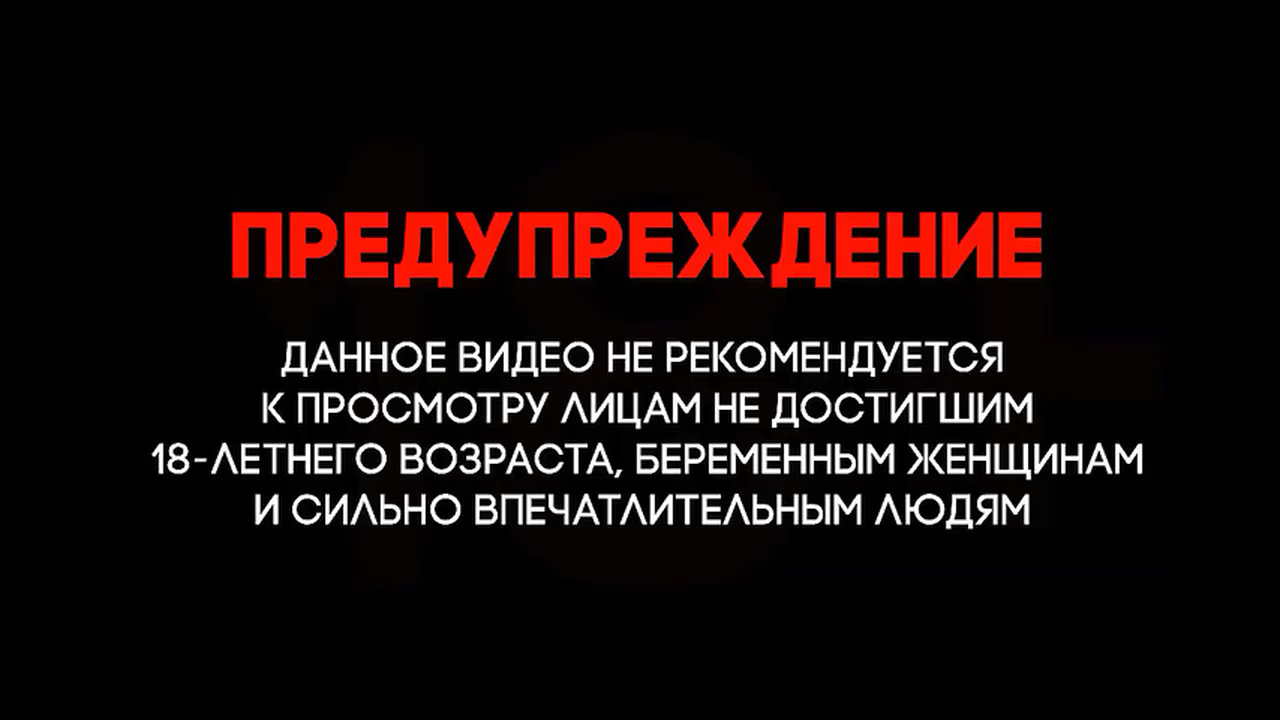 ПРЕДУПРЕЖДЕНИЕ
ДАННОЕ ВИДЕО НЕ РЕКОМЕНДУЕТСЯ
К ПРОСМОТРУ ЛИЦАМ НЕ ДОСТИГШИМ
18-ЛЕТНЕГО ВОЗРАСТА, БЕРЕМЕННЫМ ЖЕНЩИНАМ
И СИЛЬНО ВПЕЧАТЛИТЕЛЬНЫМ ЛЮДЯМ